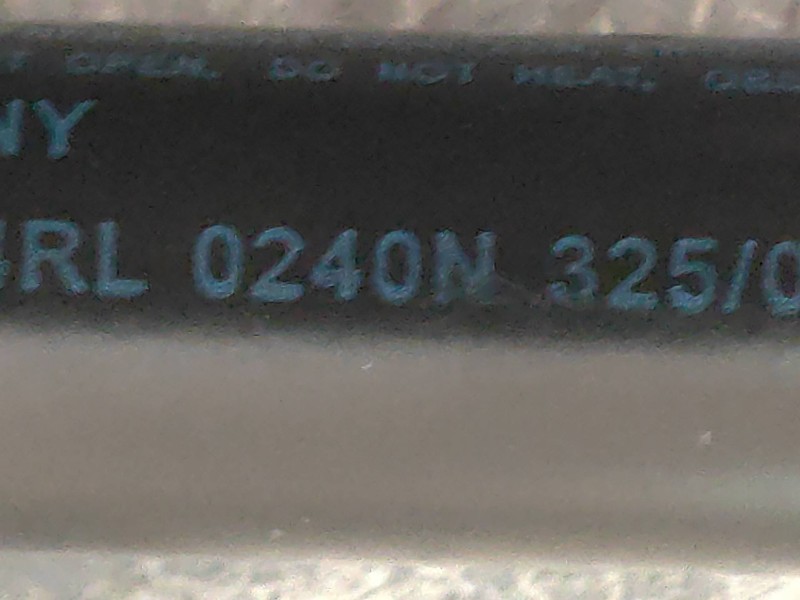 OPEN. DO NOT HEAT.
NY
RL 0240N 325/0